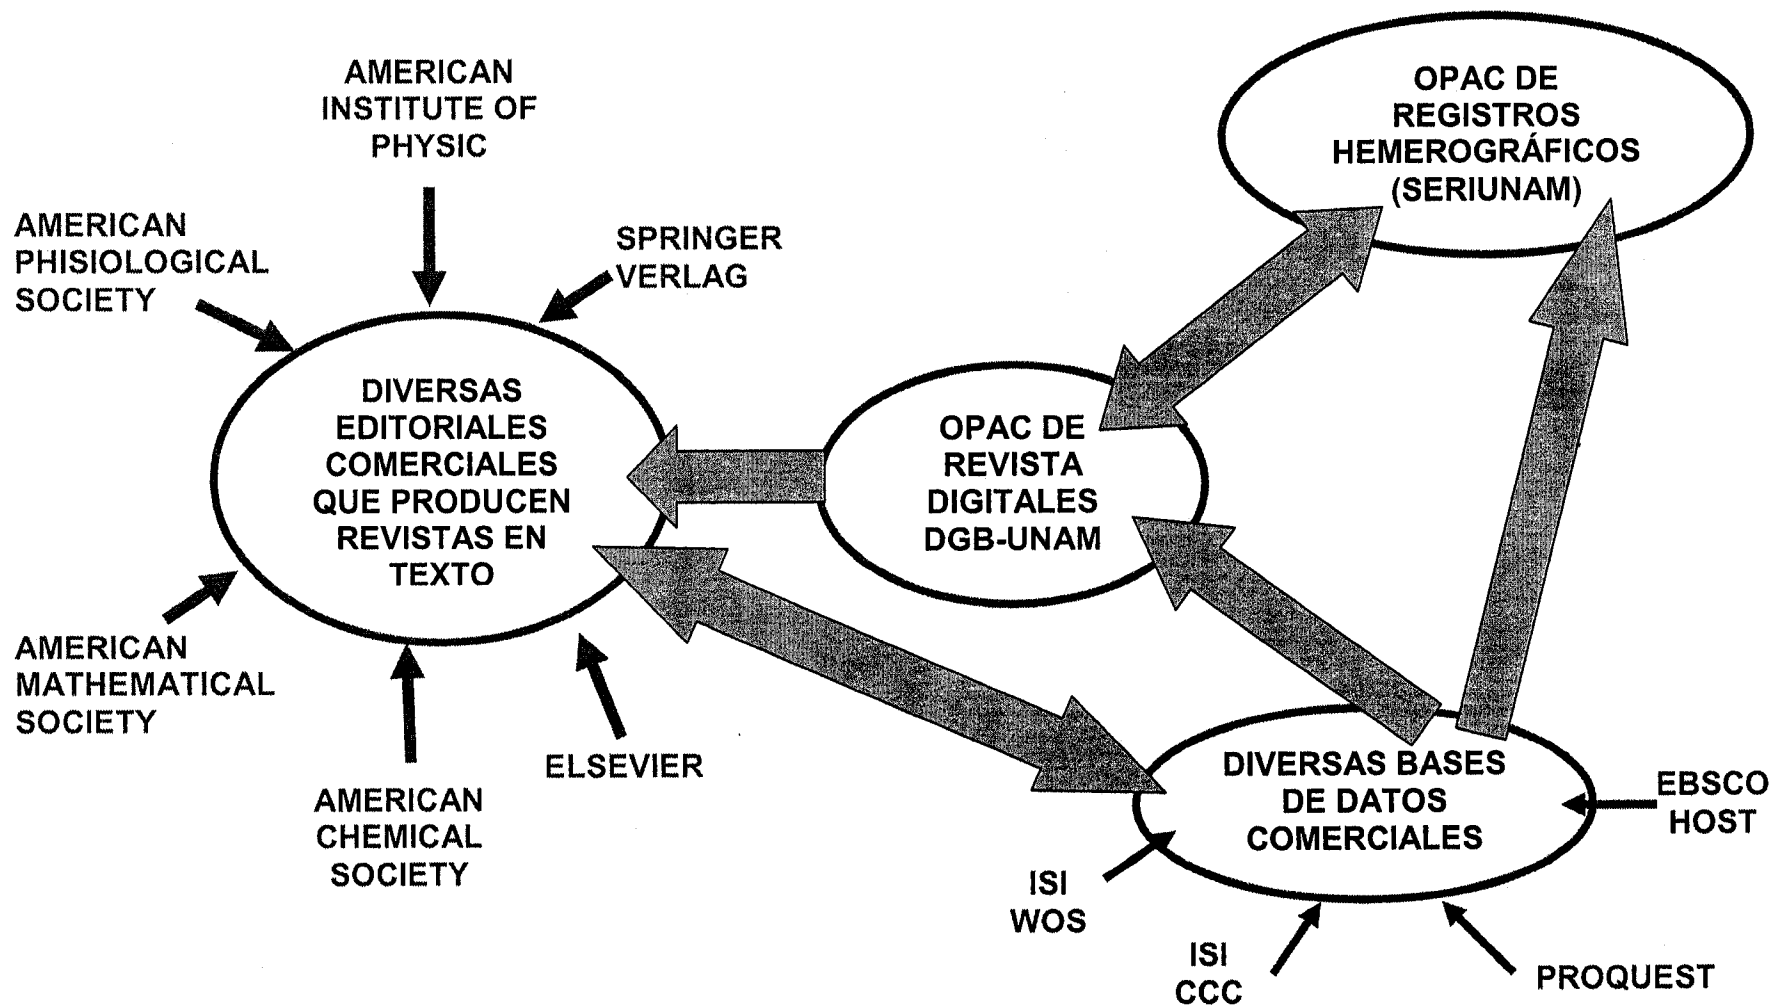 AMERICAN
INSTITUTE OF
PHYSIC
AMERICAN
PHISIOLOGICAL
SOCIETY
SPRINGER
VERLAG
OPAC DE
REGISTROS
HEMEROGRÁFICOS
(SERIUNAM)
DIVERSAS
EDITORIALES
COMERCIALES
QUE PRODUCEN
REVISTAS EN
TEXTO
OPAC DE
REVISTA
DIGITALES
DGB-UNAM
AMERICAN
MATHEMATICAL
SOCIETY
AMERICAN
CHEMICAL
SOCIETY
ELSEVIER
DIVERSAS BASES
DE DATOS
COMERCIALES
EBSCO
HOST
ISI
WOS
ISI
CCC
PROQUEST